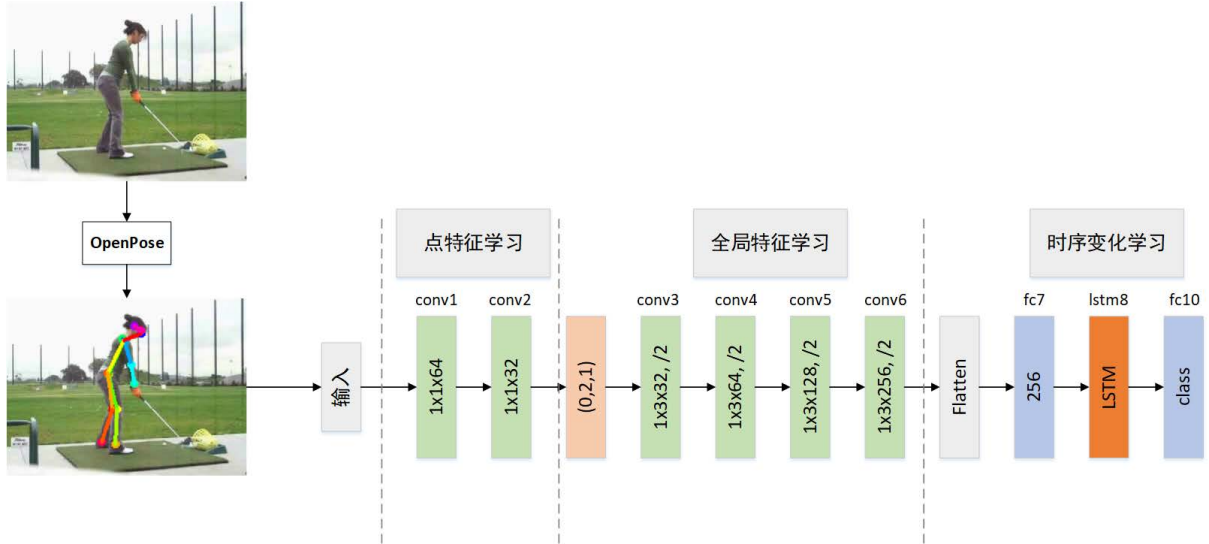 OpenPose
点特征学习
全局特征学习
时序变化学习
conv1
conv2
conv3
conv4
conv5
conv6
fc7
lstm8
fc10
输入
1x1x64
1x1x32
(0,2,1)
1x3x32, /2
1x3x64, /2
1x3x128, /2
1x3x256, /2
Flatten
256
LSTM
class